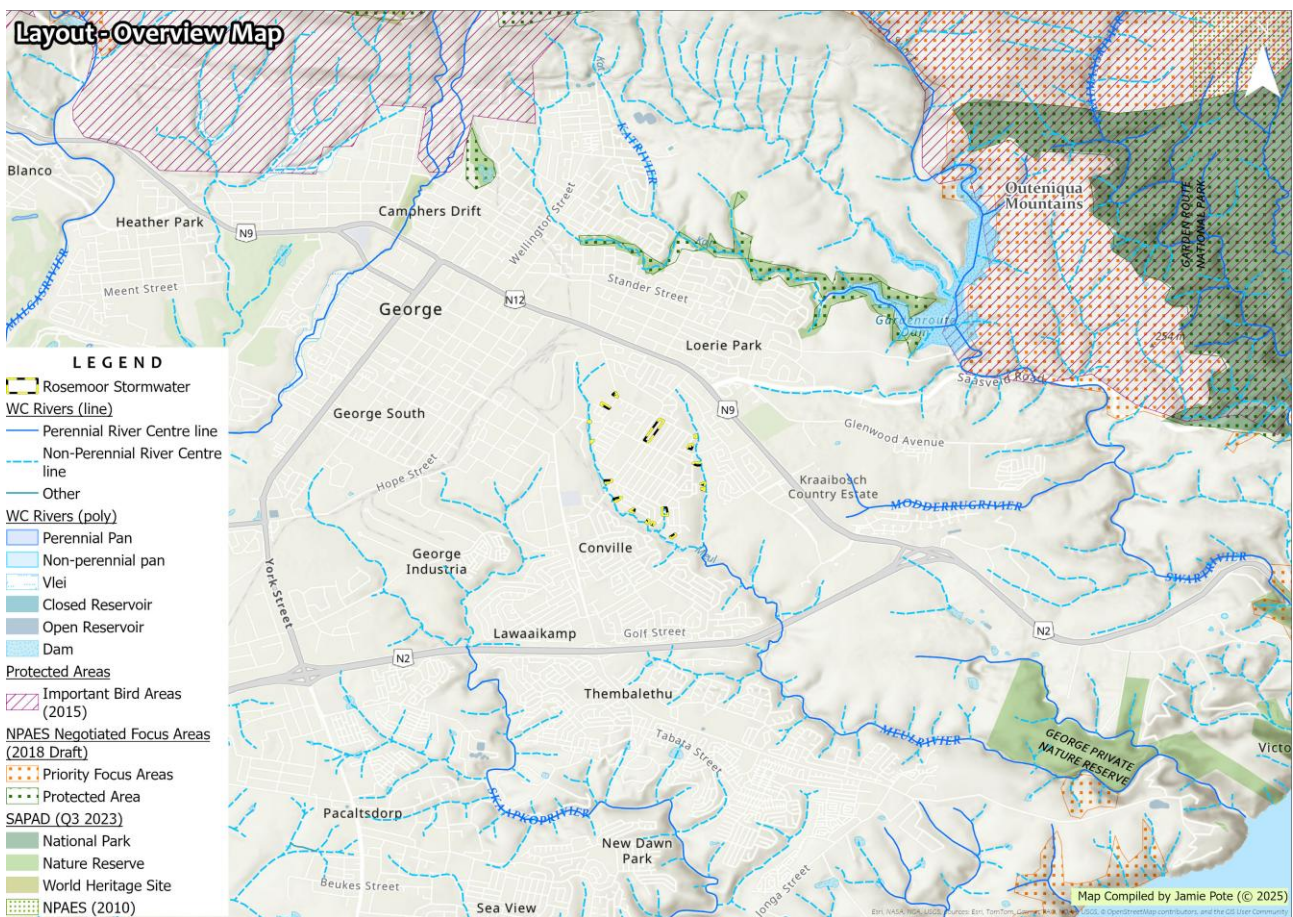 Layout - Overview Map
Blanco
Heather Park
Camphers Drift
N9
Meent Street
MALGASRIVIER
George
Wellington Street
KATRIVIER
Stander Street
N12
Loerie Park
Gardenroute
Dam
Outeniqua
Mountains
GARDEN ROUTE
NATIONAL PARK
254 m
Saasveld Road
N9
Glenwood Avenue
Kraaibosch
Country Estate
MODDERRUGRIVIER
SWARTRIVIER
George South
Hope Street
George
Industria
Conville
York Street
Lawaaikamp
Golf Street
N2
N2
Thembalethu
Tabata Street
MEULRIVIER
GEORGE PRIVATE
NATURE RESERVE
Victo
SKAAPKOPRIVIER
Pacaltsdorp
New Dawn
Park
Beukes Street
Sea View
LEGEND
Rosemoor Stormwater
WC Rivers (line)
Perennial River Centre line
Non-Perennial River Centre
line
Other
WC Rivers (poly)
Perennial Pan
Non-perennial pan
Vlei
Closed Reservoir
Open Reservoir
Dam
Protected Areas
Important Bird Areas
(2015)
NPAES Negotiated Focus Areas
(2018 Draft)
Priority Focus Areas
Protected Area
SAPAD (Q3 2023)
National Park
Nature Reserve
World Heritage Site
NPAES (2010)
Map Compiled by Jamie Pote (© 2025)